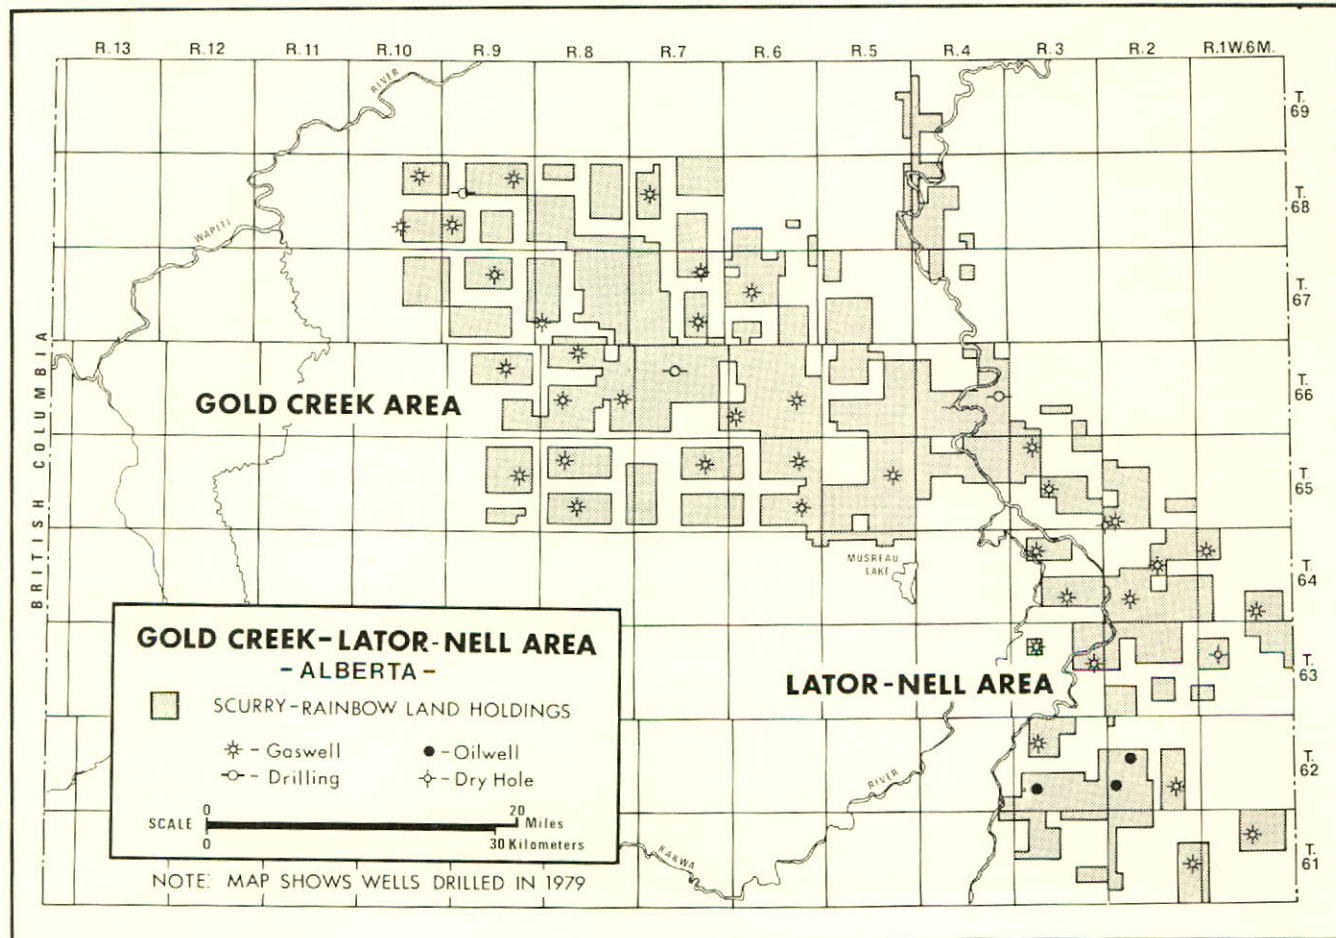 R.13 R.12 R.11 R.10 R.9 R.8 R.7 R.6 R.5 R.4 R.3 R.2 R.1W.6M.
RIVER
T. 69
WAPITI
T. 68
T. 67
BRITISH COLUMBIA
GOLD CREEK AREA
T. 66
T. 65
MUSREAU
LAKE
T. 64
GOLD CREEK-LATOR-NELL AREA
- ALBERTA -
SCURRY-RAINBOW LAND HOLDINGS
- Gaswell
- Oilwell
- Drilling
- Dry Hole
0 20 Miles
SCALE
0 30 Kilometers
NOTE: MAP SHOWS WELLS DRILLED IN 1979
LATOR-NELL AREA
T. 63
RIVER
T. 62
KAKWA
T. 61